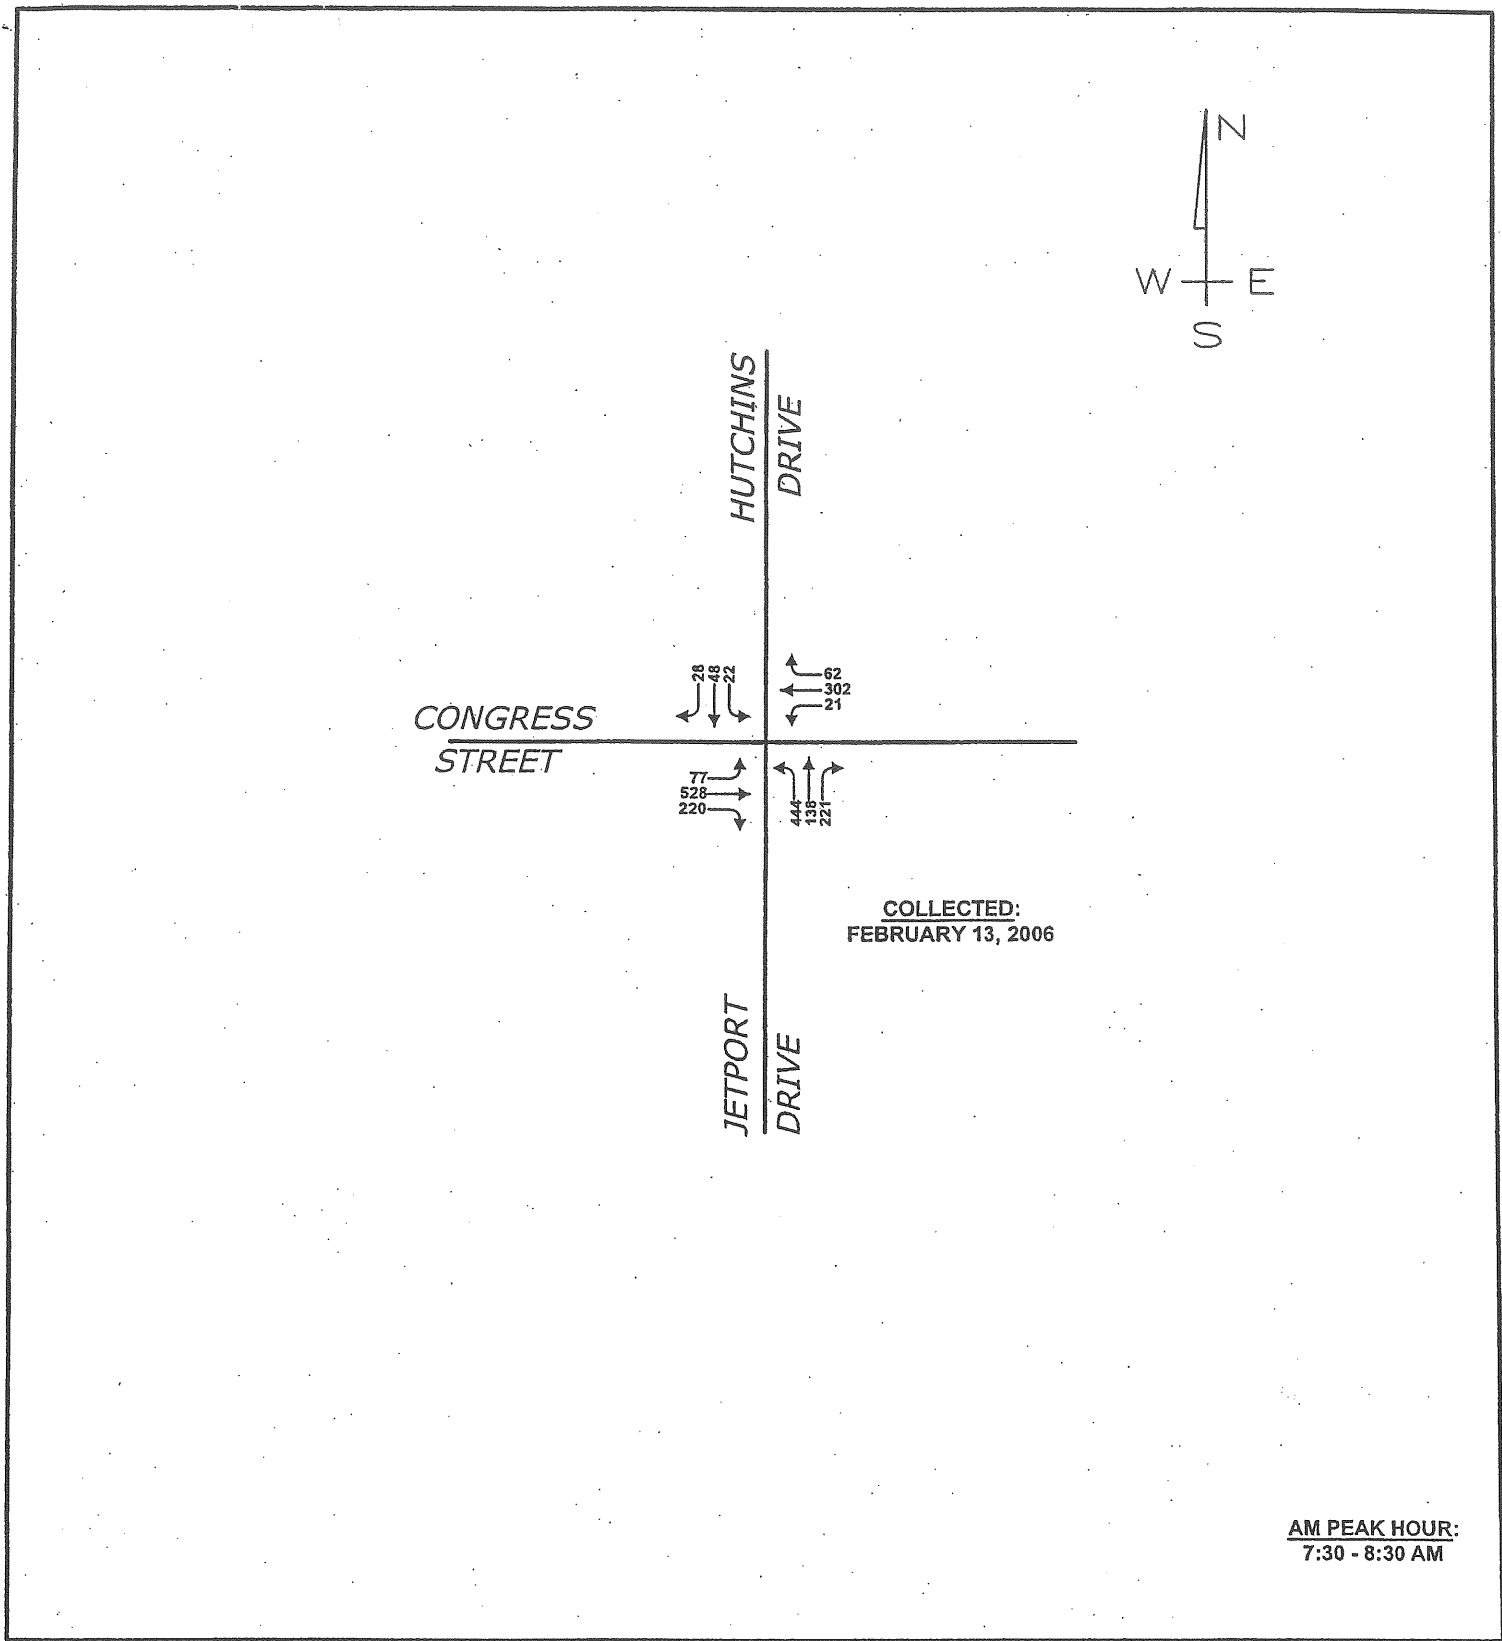 N
W E
S
HUTCHINS
DRIVE
28
48
22
62
302
21
CONGRESS
STREET
77
528
220
444
138
221
COLLECTED:
FEBRUARY 13, 2006
JETPORT
DRIVE
AM PEAK HOUR:
7:30 - 8:30 AM